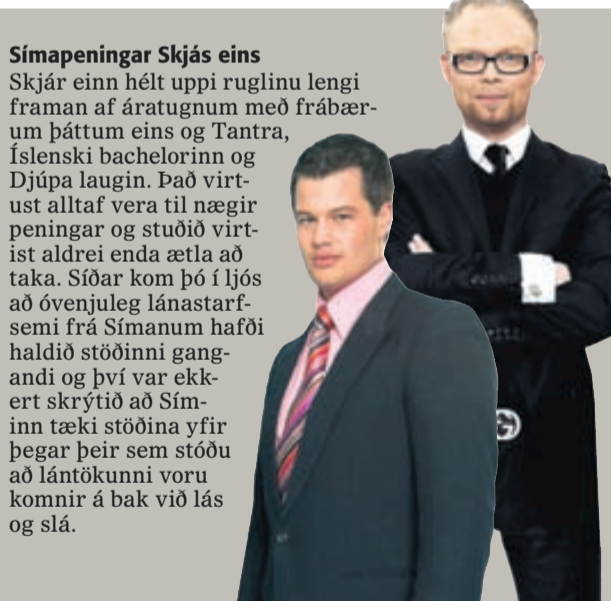 Símapeningar Skjás eins
Skjár einn hélt uppi ruglinu lengi
framan af áratugnum með frábær-
um þáttum eins og Tantra,
Íslenski bachelorinn og
Djúpa laugin. Það virt-
ust alltaf vera til nægir
peningar og stuðið virt-
ist aldrei enda ætla að
taka. Síðar kom þó í ljós
að óvenjuleg lánastarf-
semi frá Símanum hafði
haldið stöðinni gang-
andi og því var ekk-
ert skrýtið að Sím-
inn tæki stöðina yfir
þegar þeir sem stóðu
að lántökunni voru
komnir á bak við lás
og slá.